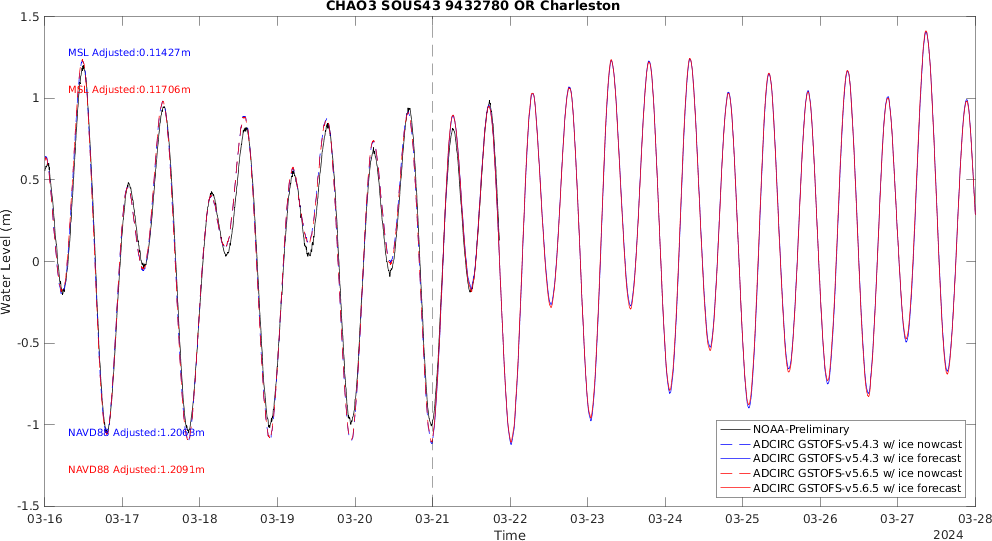 CHAO3 SOUS43 9432780 OR Charleston
1.5
MSL Adjusted:0.11427m
MSL Adjusted:0.11706m
1
0.5
0
-0.5
-1
-1.5
Water Level (m)
NAVD88 Adjusted:1.2063m
NAVD88 Adjusted:1.2091m
NOAA-Preliminary
ADCIRC GSTOFS-v5.4.3 w/ ice nowcast
ADCIRC GSTOFS-v5.4.3 w/ ice forecast
ADCIRC GSTOFS-v5.6.5 w/ ice nowcast
ADCIRC GSTOFS-v5.6.5 w/ ice forecast
03-16 03-17 03-18 03-19 03-20 03-21 03-22 03-23 03-24 03-25 03-26 03-27 03-28
Time
2024